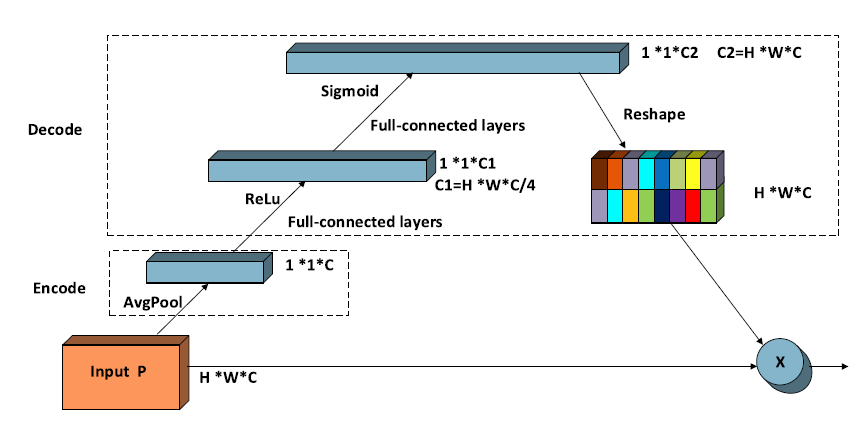 1 *1*C2 C2=H *W*C
Sigmoid
Reshape
Decode
Full-connected layers
1 *1*C1
C1=H *W*C/4
H *W*C
ReLu
Full-connected layers
1 *1*C
Encode
AvgPool
Input P
H *W*C
X